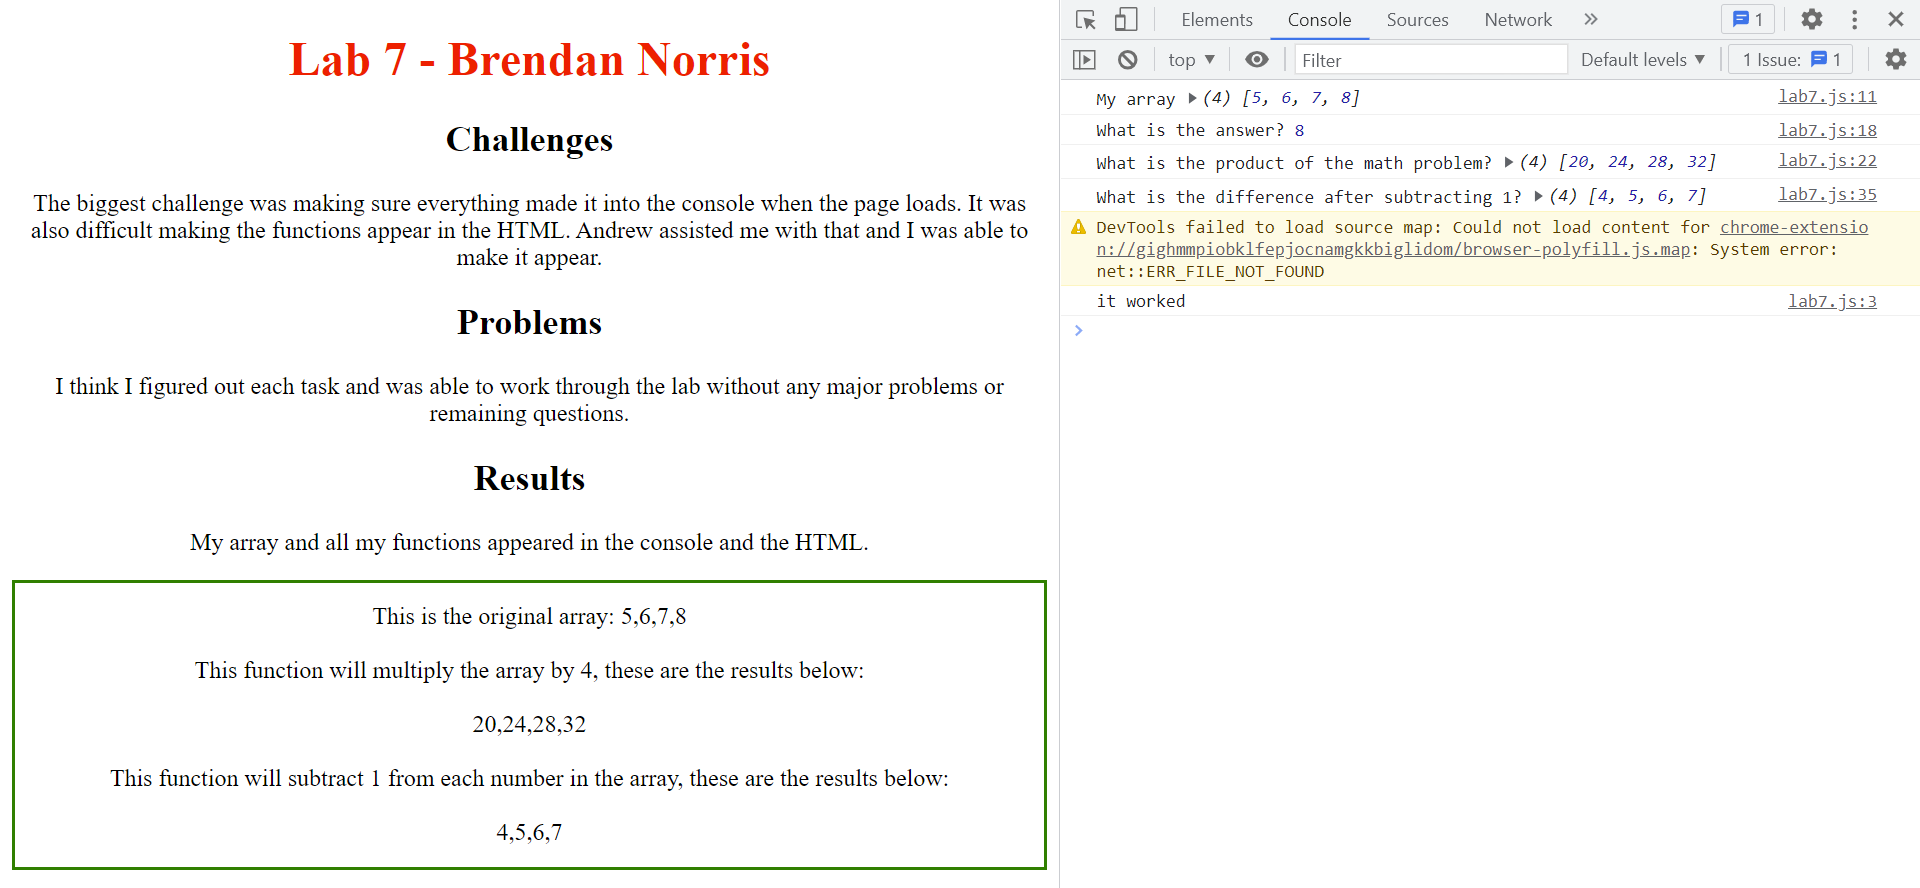 Lab 7 - Brendan Norris
Challenges
The biggest challenge was making sure everything made it into the console when the page loads. It was
also difficult making the functions appear in the HTML. Andrew assisted me with that and I was able to
make it appear.
Problems
I think I figured out each task and was able to work through the lab without any major problems or
remaining questions.
Results
My array and all my functions appeared in the console and the HTML.
This is the original array: 5,6,7,8
This function will multiply the array by 4, these are the results below:
20,24,28,32
This function will subtract 1 from each number in the array, these are the results below:
4,5,6,7
Elements Console Sources Network 1
top Filter Default levels 1 Issue: 1
My array (4) [5, 6, 7, 8] lab7.js:11
What is the answer? 8 lab7.js:18
What is the product of the math problem? (4) [20, 24, 28, 32] lab7.js:22
What is the difference after subtracting 1? (4) [4, 5, 6, 7] lab7.js:35
DevTools failed to load source map: Could not load content for chrome-extensio
n://gighmmpiobklfepjocnamgkkbiglidom/browser-polyfill.js.map: System error:
net::ERR_FILE_NOT_FOUND
it worked lab7.js:3